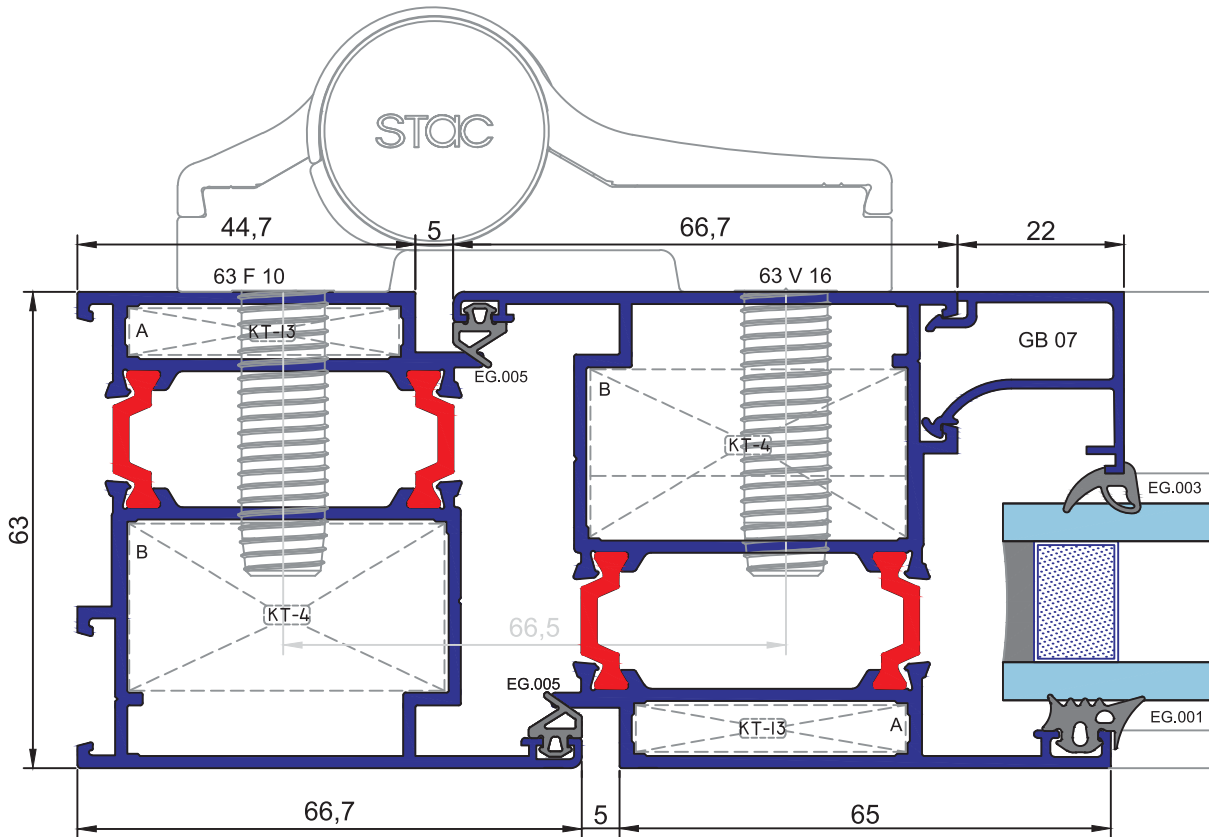 STAC
44,7
5
66,7
22
63 F 10
63 V 16
A
KT-13
GB 07
EG.005
B
KT-4
EG.003
63
B
KT-4
66,5
EG.005
KT-13
A
EG.001
66,7
5
65